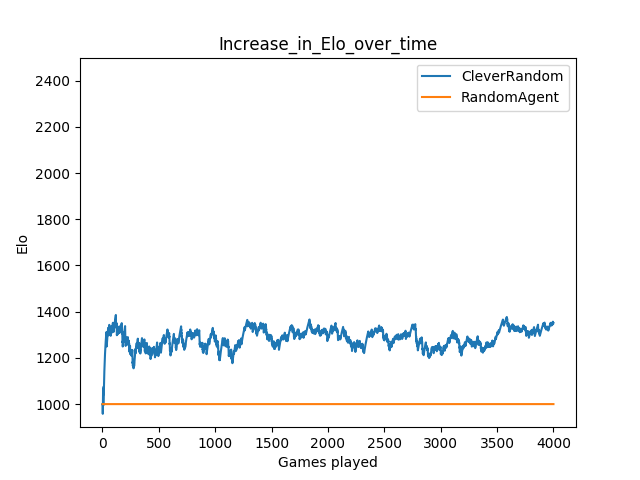 Increase_in_Elo_over_time
CleverRandom
RandomAgent
2400
2200
2000
1800
1600
1400
1200
1000
Elo
0 500 1000 1500 2000 2500 3000 3500 4000
Games played